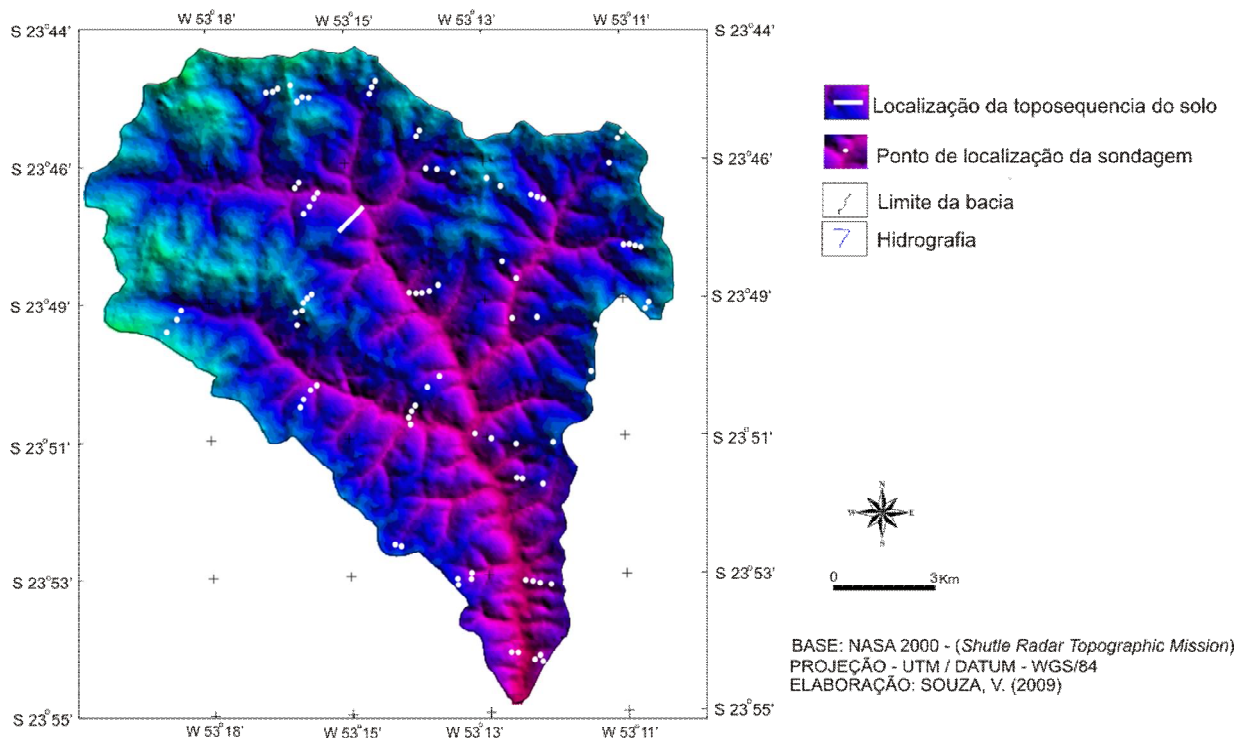 W 53°18'
W 53°15'
W 53°13'
W 53°11'
S 23°44'
S 23°44'
Localização da toposequencia do solo
Ponto de localização da sondagem
S 23°46'
S 23°46'
Limite da bacia
Hidrografia
S 23°49'
S 23°49'
S 23°51'
S 23°51'
N
W
E
S
S 23°53'
S 23°53'
0
3Km
BASE: NASA 2000 - (Shutle Radar Topographic Mission)
PROJEÇÃO - UTM / DATUM - WGS/84
ELABORAÇÃO: SOUZA, V. (2009)
S 23°55'
S 23°55'
W 53°18'
W 53°15'
W 53°13'
W 53°11'